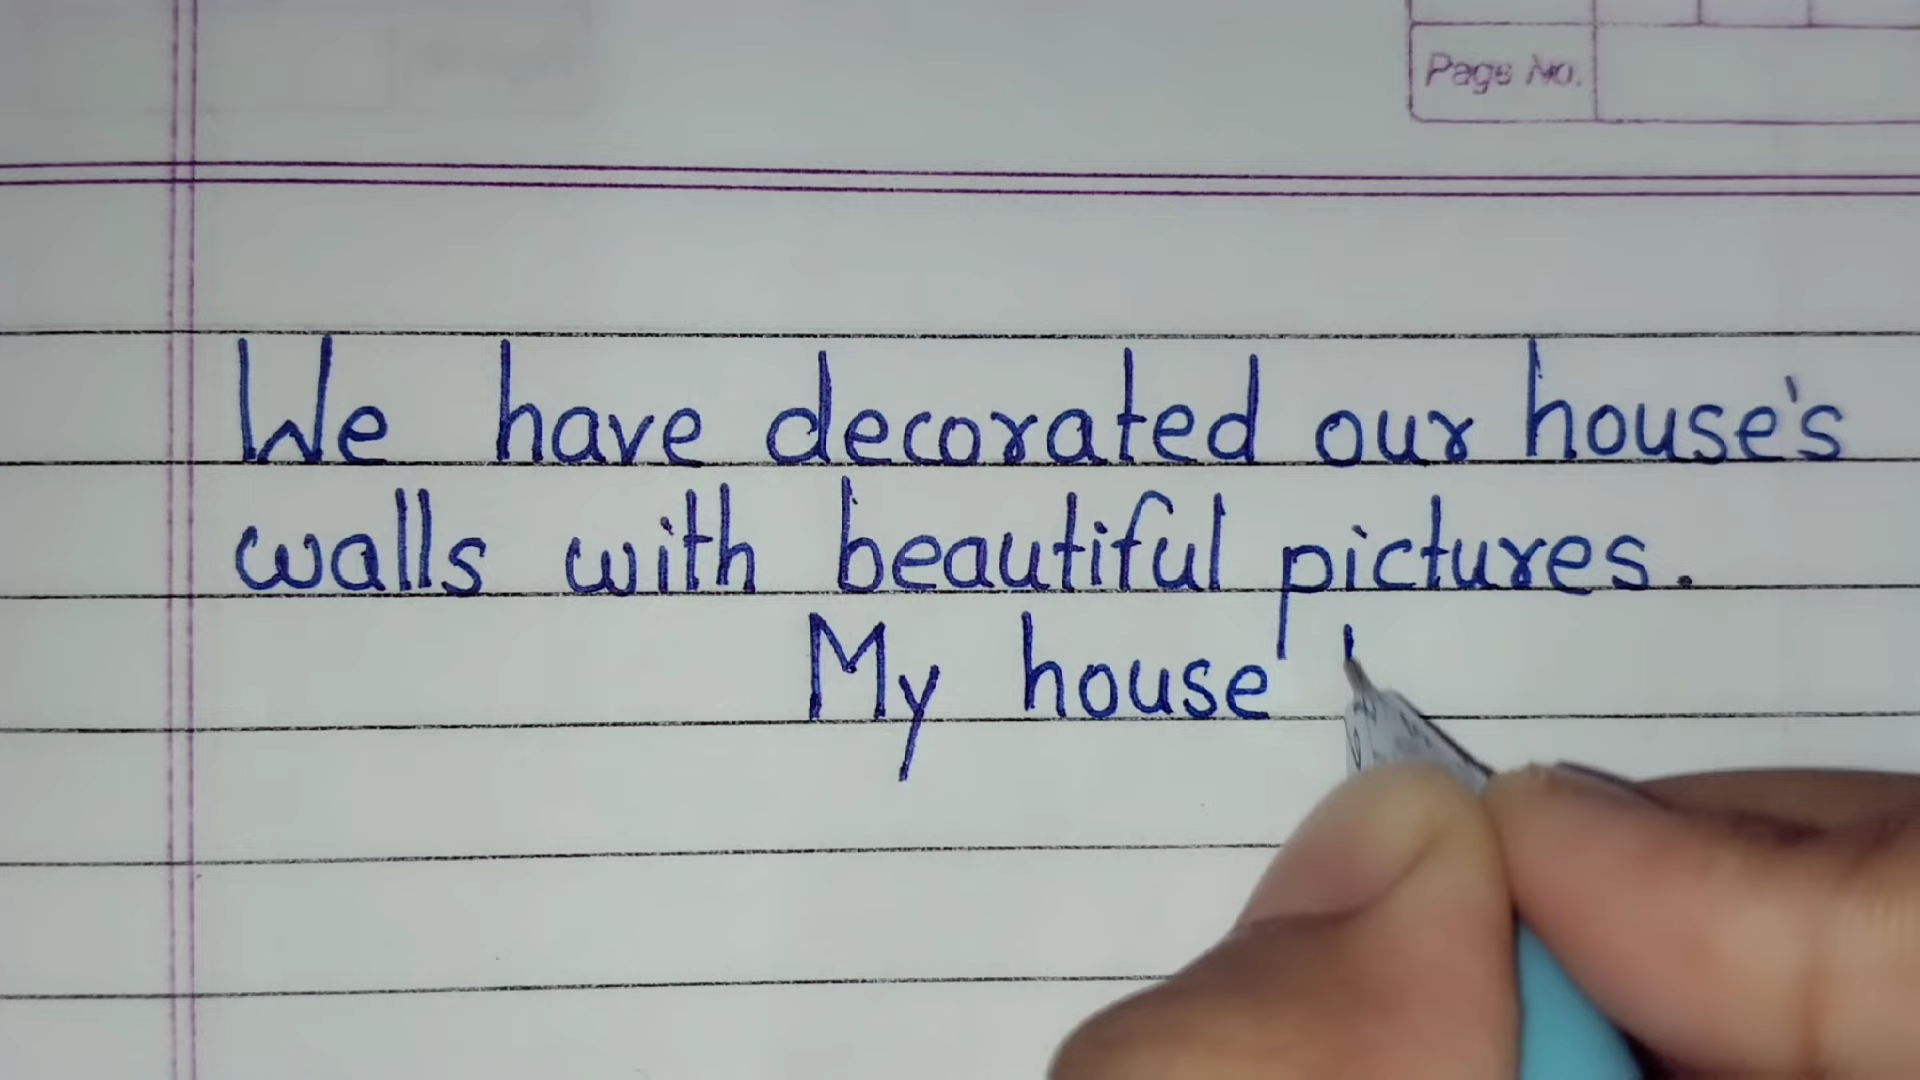 Page No.
We have decorated our house's
walls with beautiful pictures.
My house